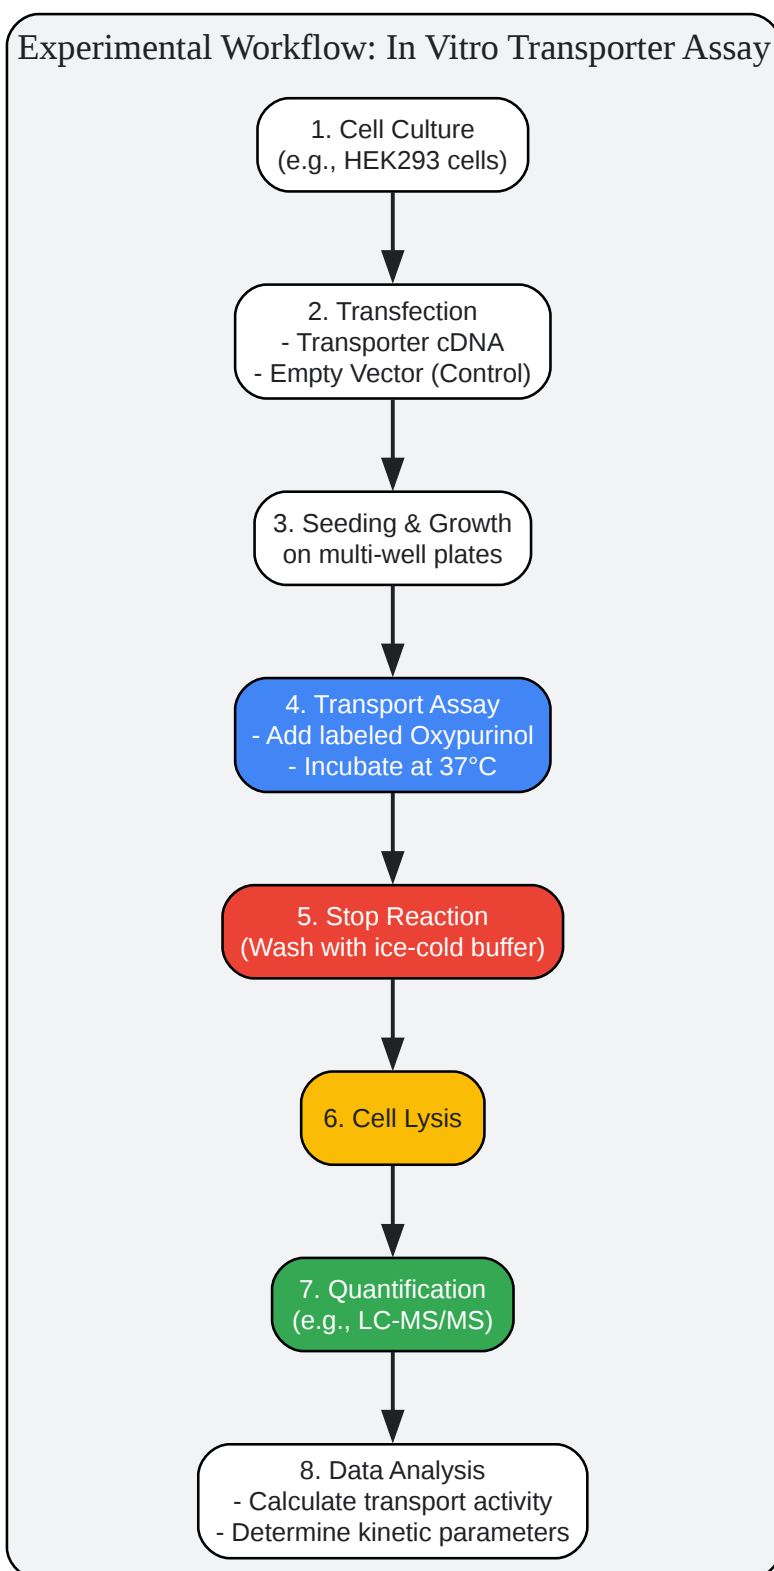 Experimental Workflow: In Vitro Transporter Assay
1. Cell Culture
(e.g., HEK293 cells)
2. Transfection
- Transporter cDNA
- Empty Vector (Control)
3. Seeding & Growth
on multi-well plates
4. Transport Assay
- Add labeled Oxypurinol
- Incubate at 37°C
5. Stop Reaction
(Wash with ice-cold buffer)
6. Cell Lysis
7. Quantification
(e.g., LC-MS/MS)
8. Data Analysis
- Calculate transport activity
- Determine kinetic parameters